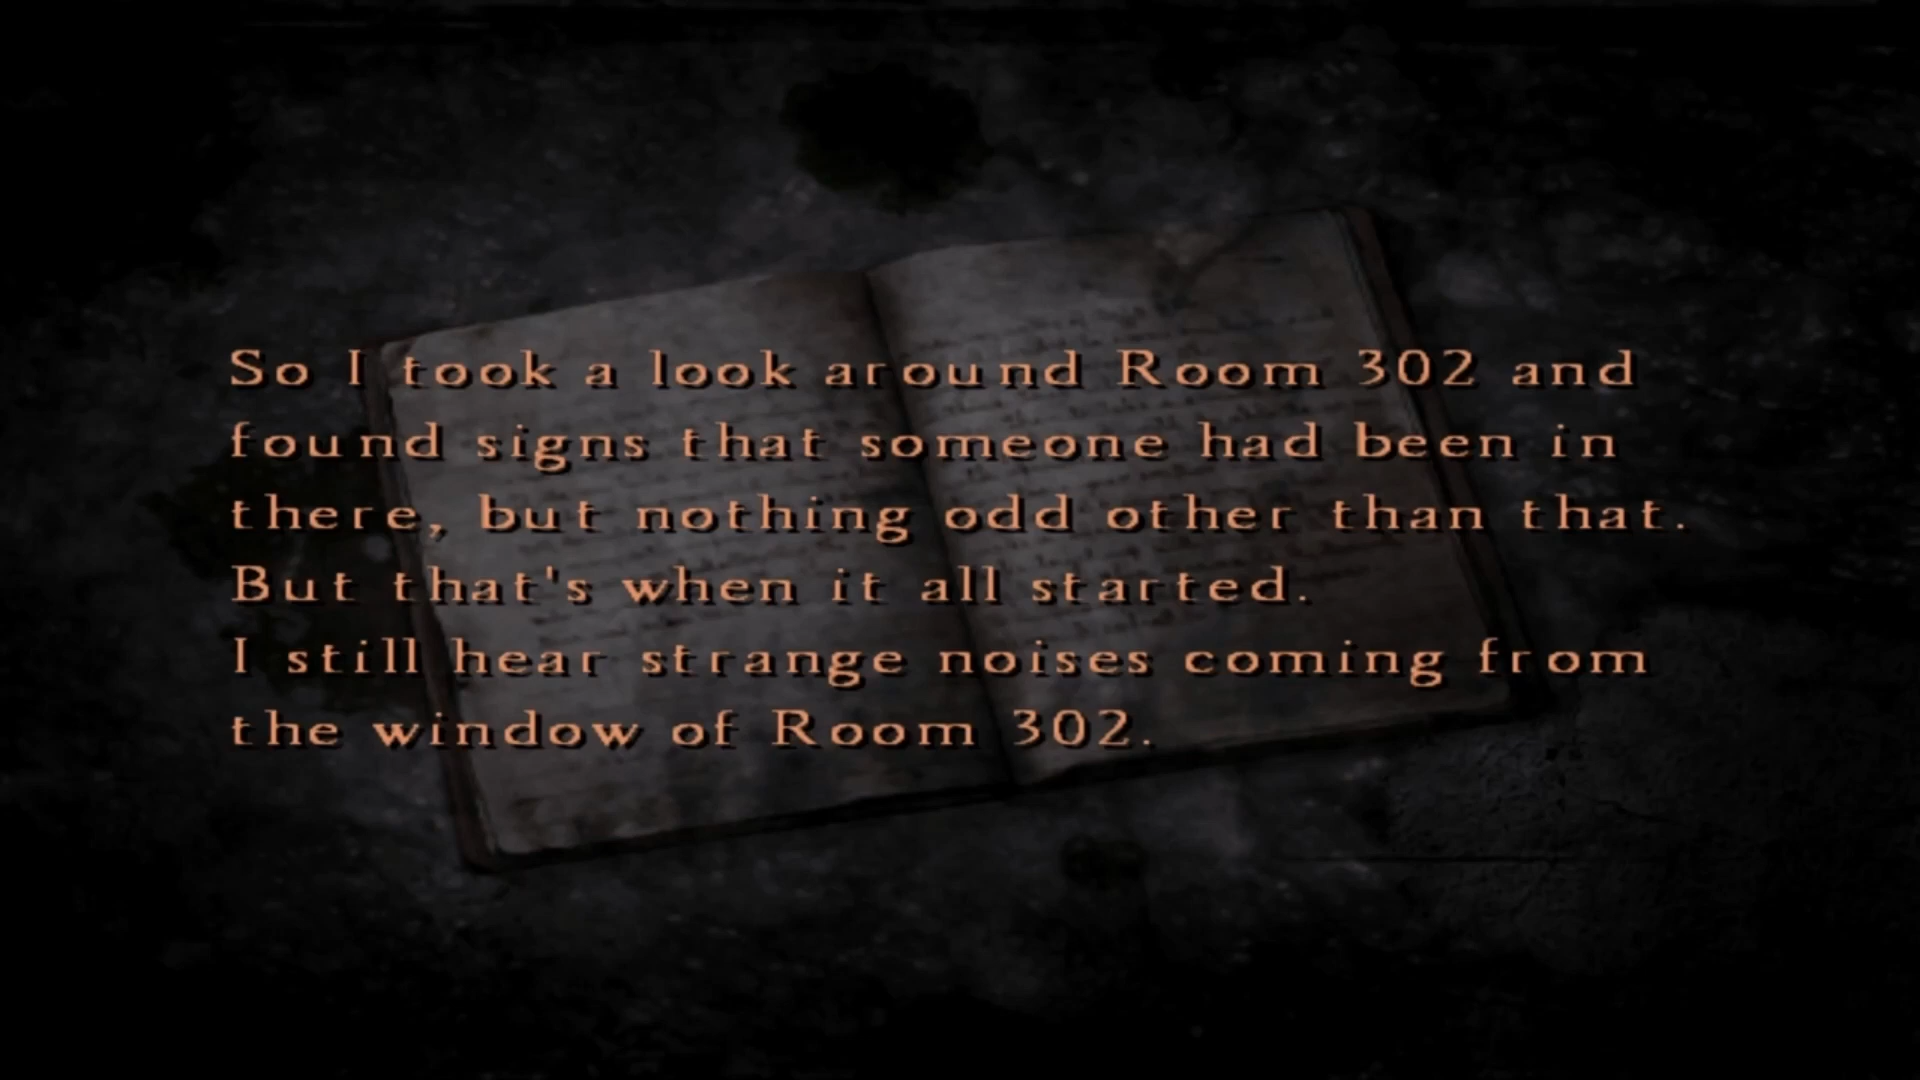 So I took a look around Room 302 and
found signs that someone had been in
there, but nothing odd other than that.
But that's when it all started.
I still hear strange noises coming from
the window of Room 302.